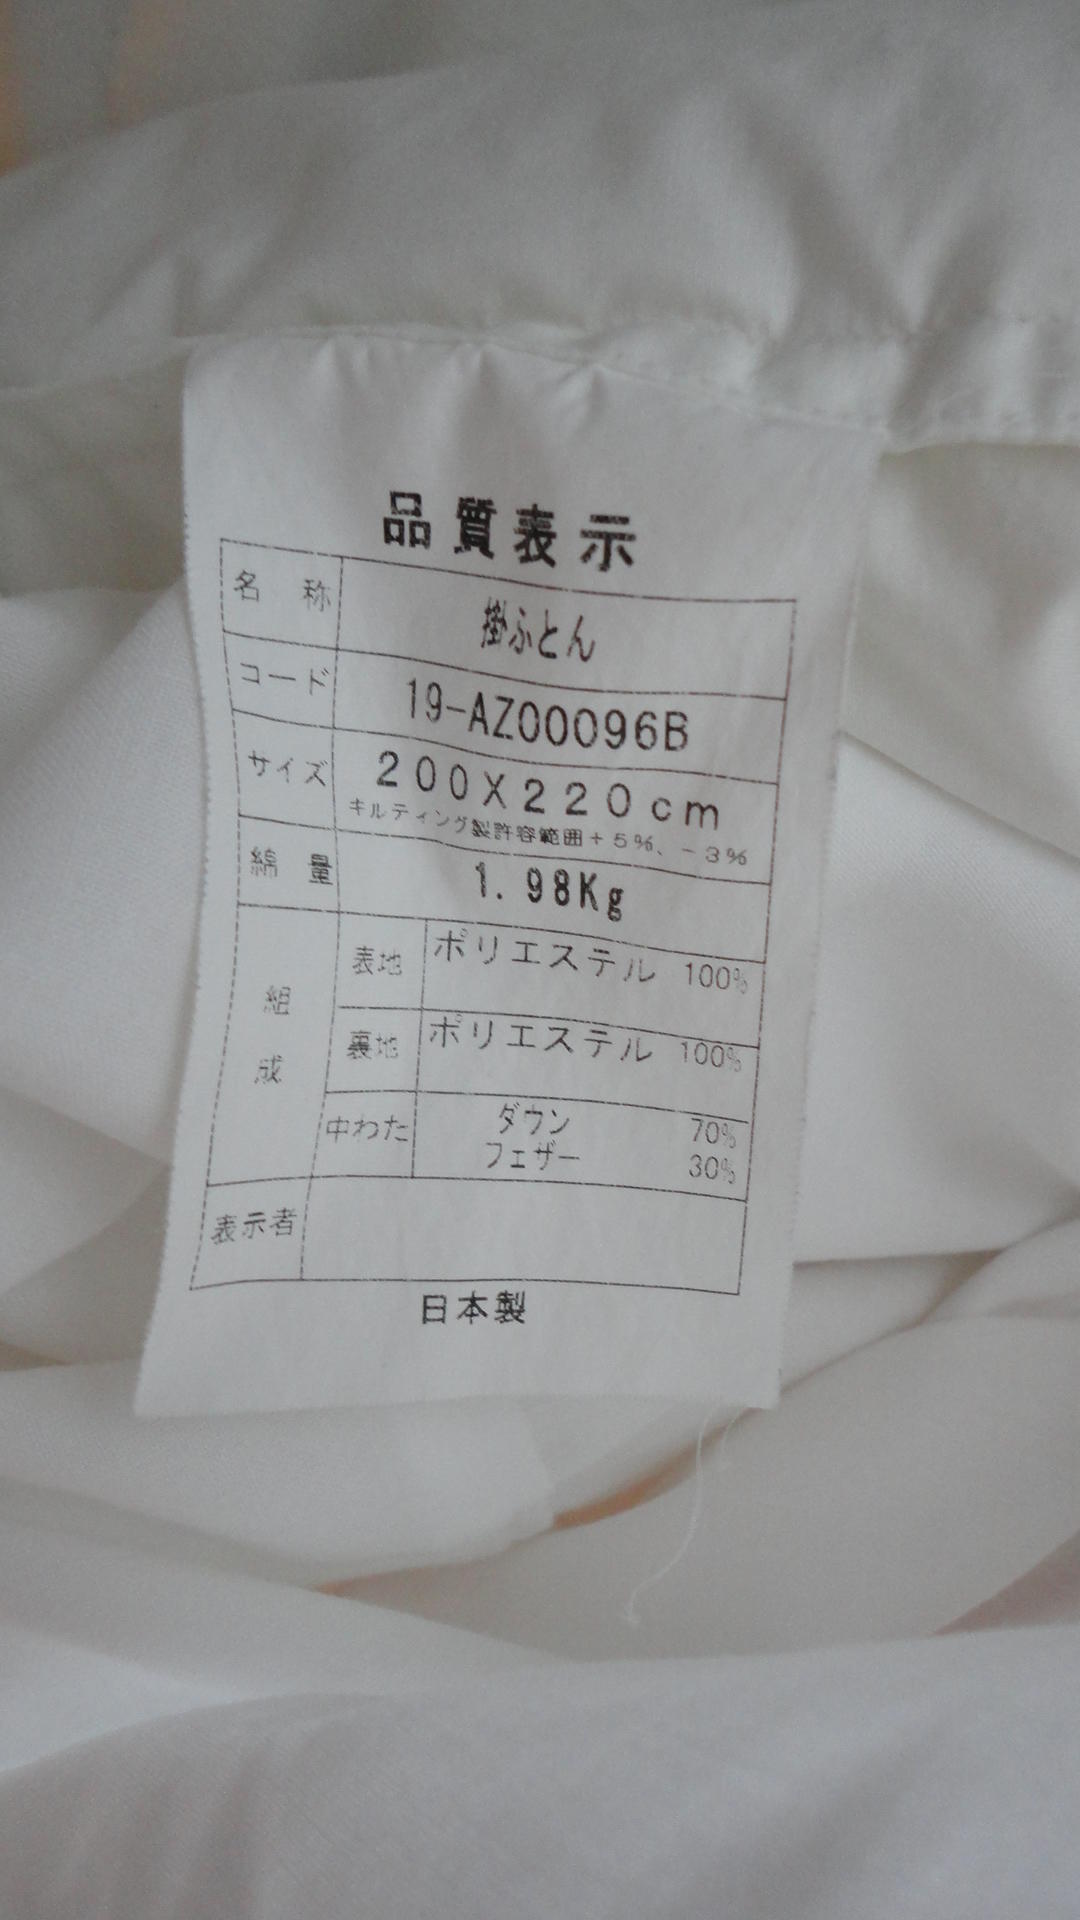 品質表示
名称 掛ふとん
コード 19-AZ00096B
サイズ 200X220cm
キルティング製許容範囲+5%、-3%
綿量 1.98Kg
組成 表地 ポリエステル 100%
裏地 ポリエステル 100%
中わた ダウン 70%
フェザー 30%
表示者
日本製